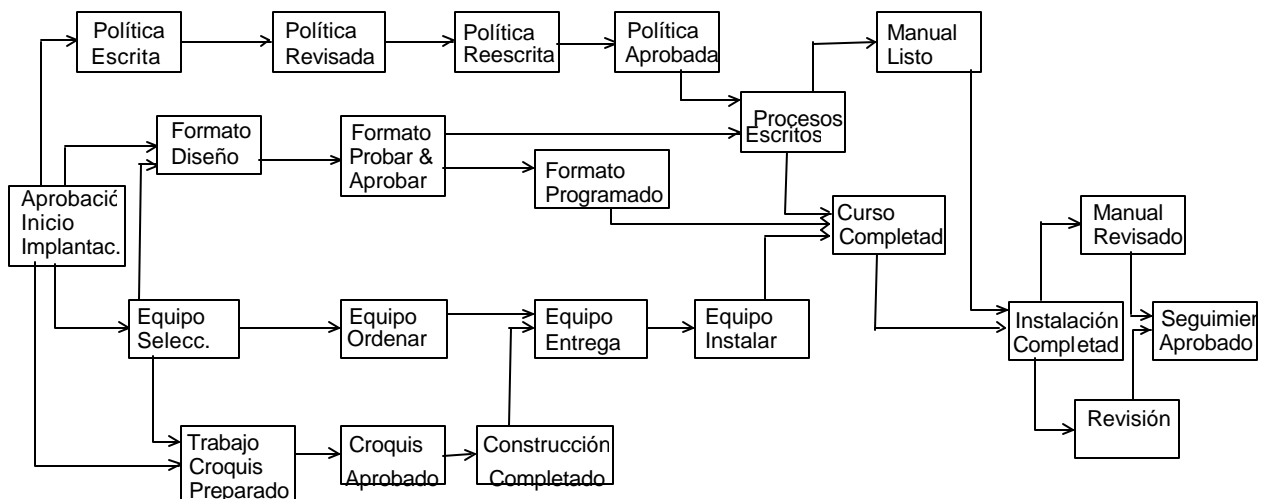 Política
Escrita
Política
Revisada
Política
Reescrita
Política
Aprobada
Manual
Listo
Procesos
Escritos
Formato
Diseño
Formato
Probar &
Aprobar
Formato
Programado
Aprobació
Inicio
Implantac.
Curso
Completad
Manual
Revisado
Equipo
Selecc.
Equipo
Ordenar
Equipo
Entrega
Equipo
Instalar
Instalación
Completad
Seguimier
Aprobado
Revisión
Trabajo
Croquis
Preparado
Croquis
Aprobado
Construcción
Completado